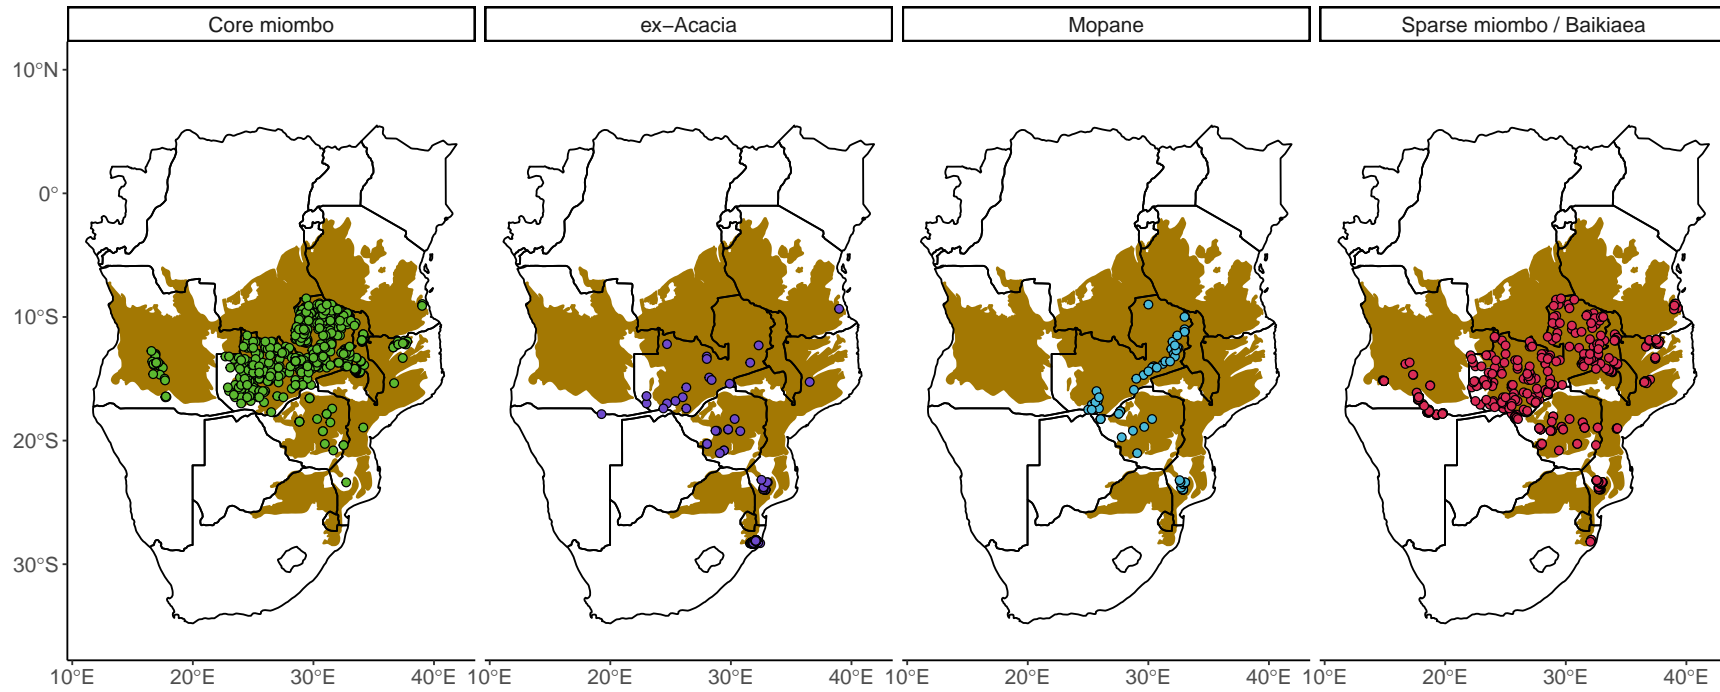 Core miombo
ex−Acacia
Mopane
Sparse miombo / Baikiaea
10°N
0°
10°S
20°S
30°S
10°E 20°E 30°E 40°E 10°E 20°E 30°E 40°E 10°E 20°E 30°E 40°E 10°E 20°E 30°E 40°E